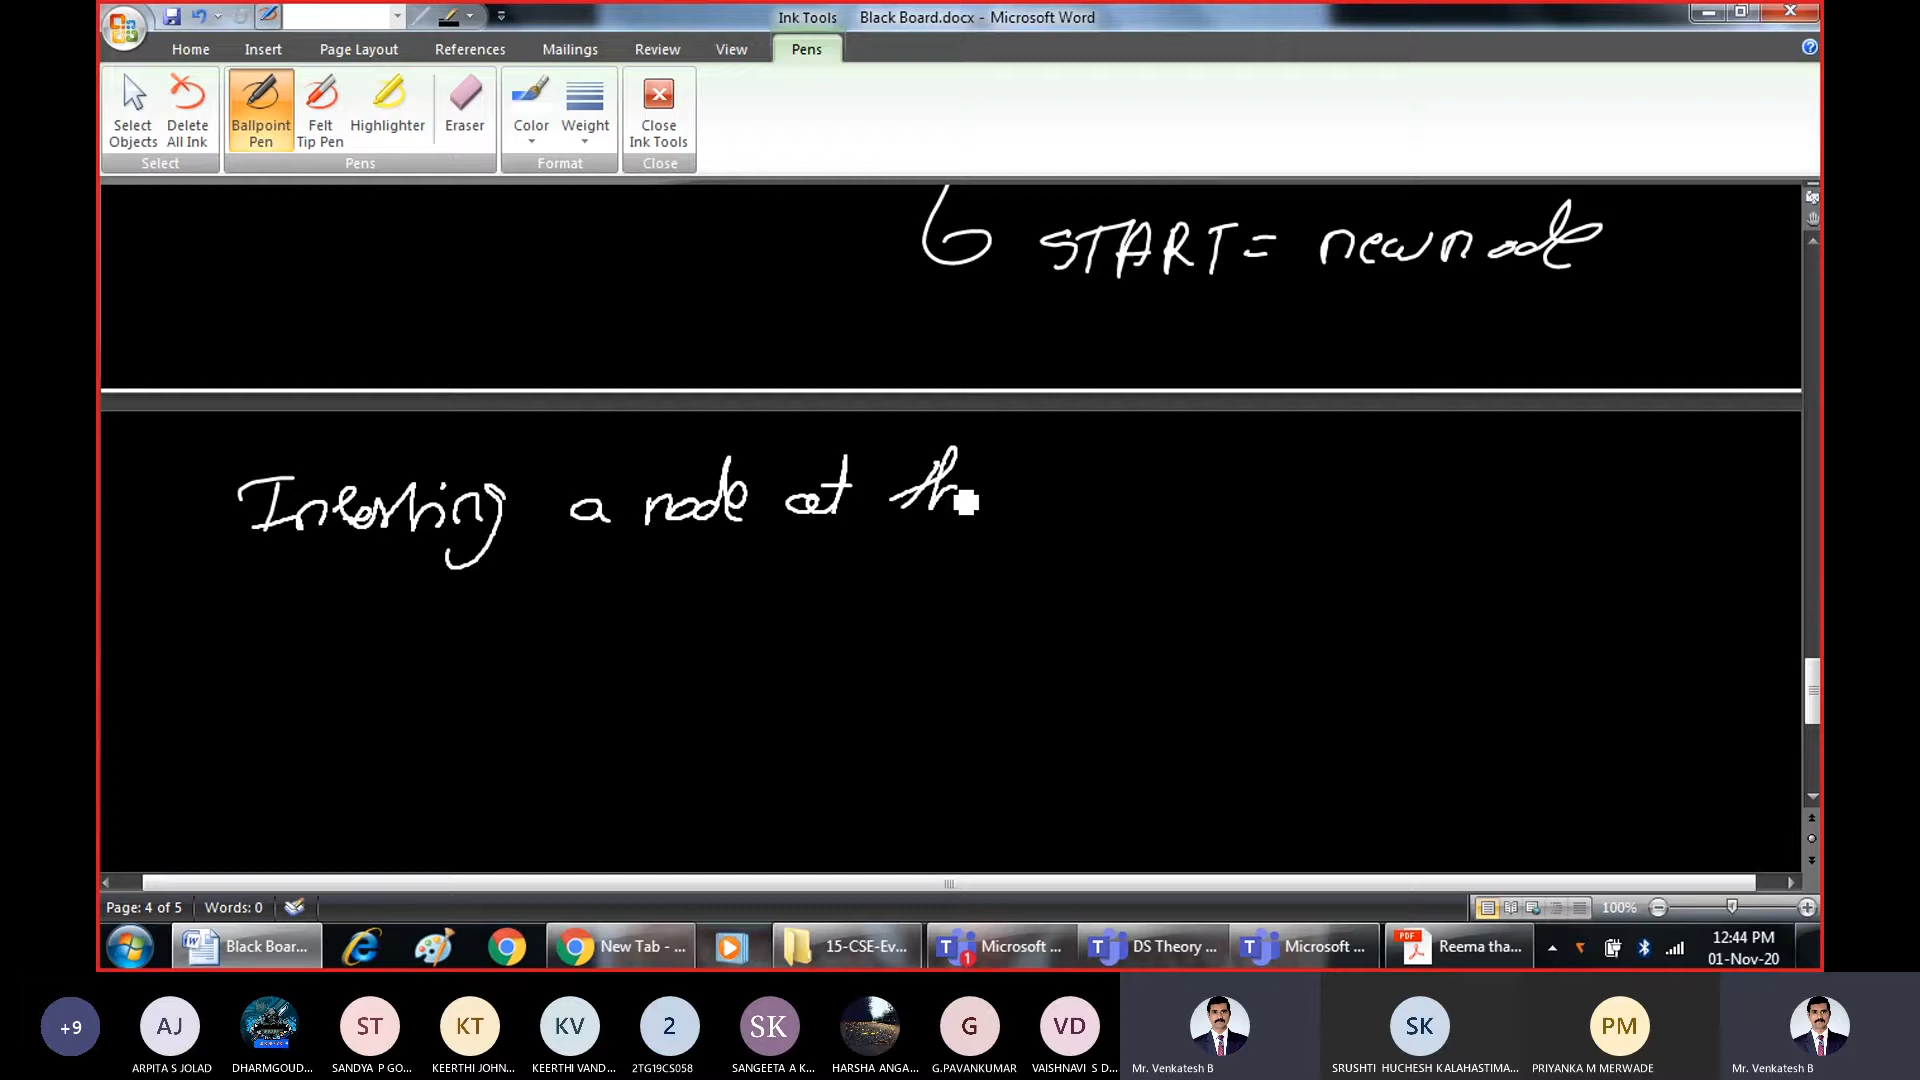 Ink Tools Black Board.docx - Microsoft Word
Home Insert Page Layout References Mailings Review View Pens
Select Objects Delete All Ink Ballpoint Pen Felt Tip Pen Highlighter Eraser Color Weight Close Ink Tools
Select Pens Format Close
START = newnode
Inserting a node at th
Page: 4 of 5 Words: 0 100%
Black Boar... New Tab - ... 15-CSE-Ev... Microsoft ... DS Theory ... Microsoft ... Reema tha... 12:44 PM
01-Nov-20
+9 AJ ST KT KV 2 SK G VD SK PM
ARPITA S JOLAD DHARMGOUD... SANDYA P GO... KEERTHI JOHN... KEERTHI VAND... 2TG19CS058 SANGEETA A K... HARSHA ANGA... G.PAVANKUMAR VAISHNAVI S D... Mr. Venkatesh B SRUSHTI HUCHESH KALAHASTIMA... PRIYANKA M MERWADE Mr. Venkatesh B